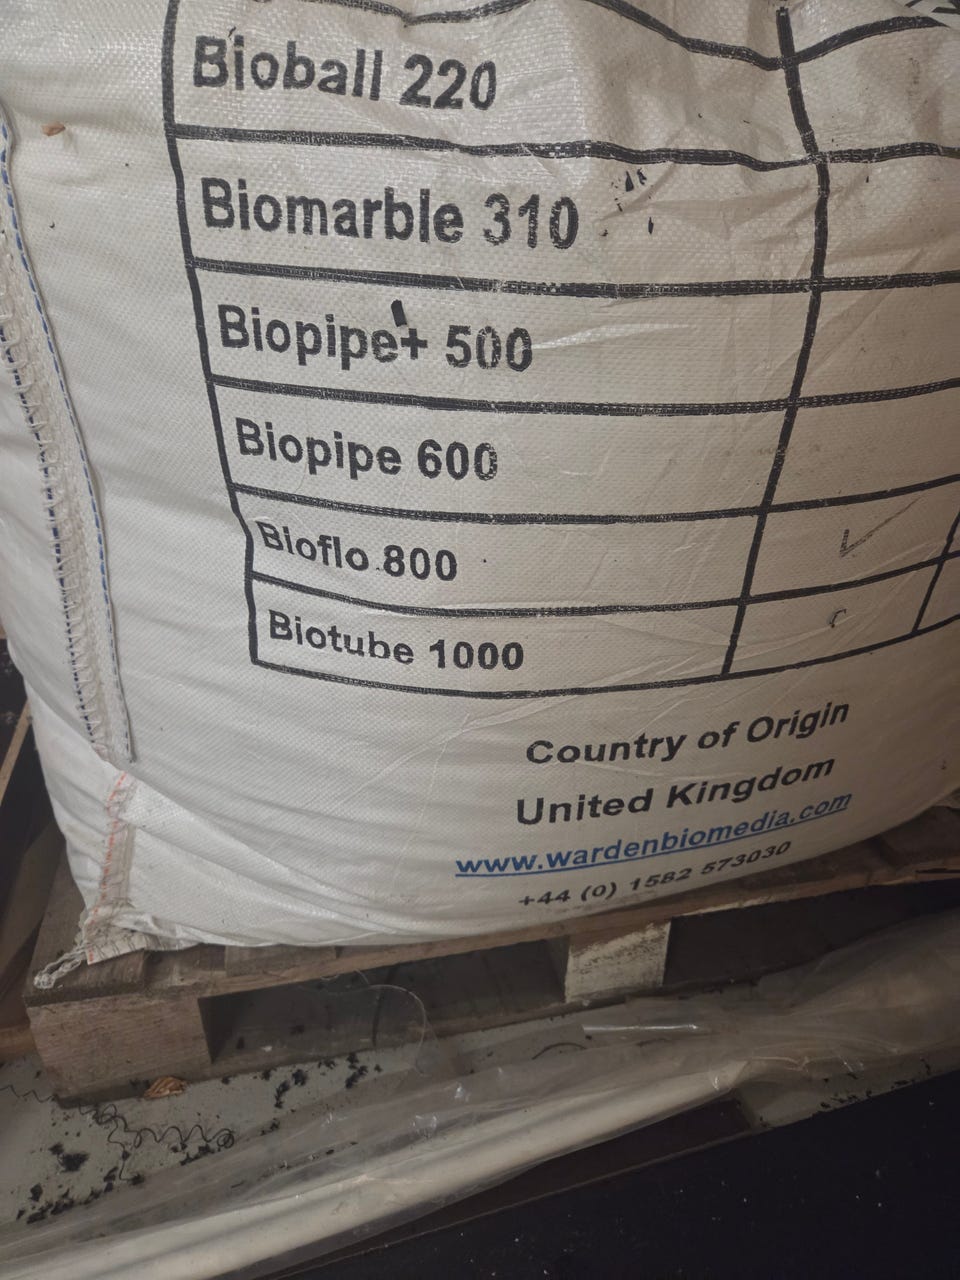 Bioball 220
Biomarble 310
Biopipe+ 500
Biopipe 600
Bioflo 800
Biotube 1000
Country of Origin
United Kingdom
www.wardenbiomedia.com
+44 (0) 1582 573030